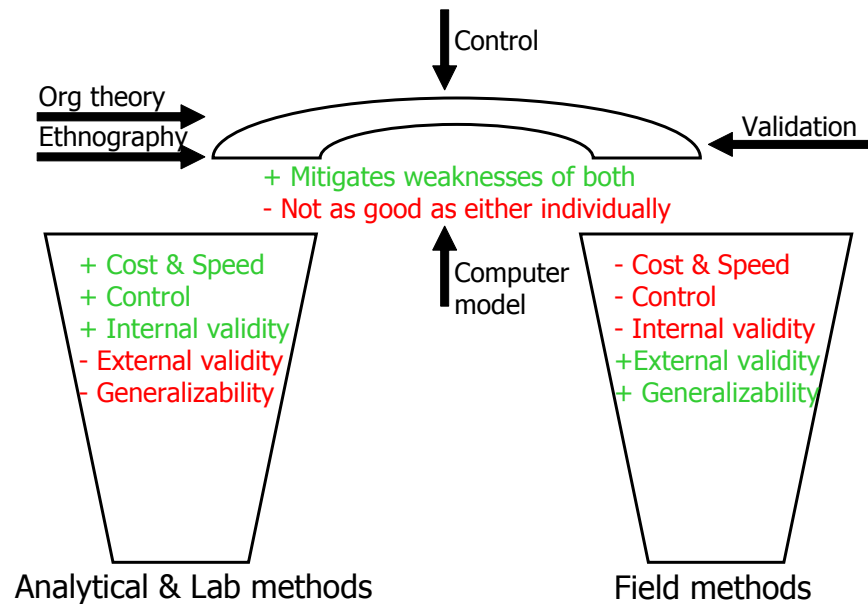 Control
Org theory
Ethnography
Validation
+ Mitigates weaknesses of both
- Not as good as either individually
Computer
model
+ Cost & Speed
+ Control
+ Internal validity
- External validity
- Generalizability
- Cost & Speed
- Control
- Internal validity
+External validity
+ Generalizability
Analytical & Lab methods
Field methods